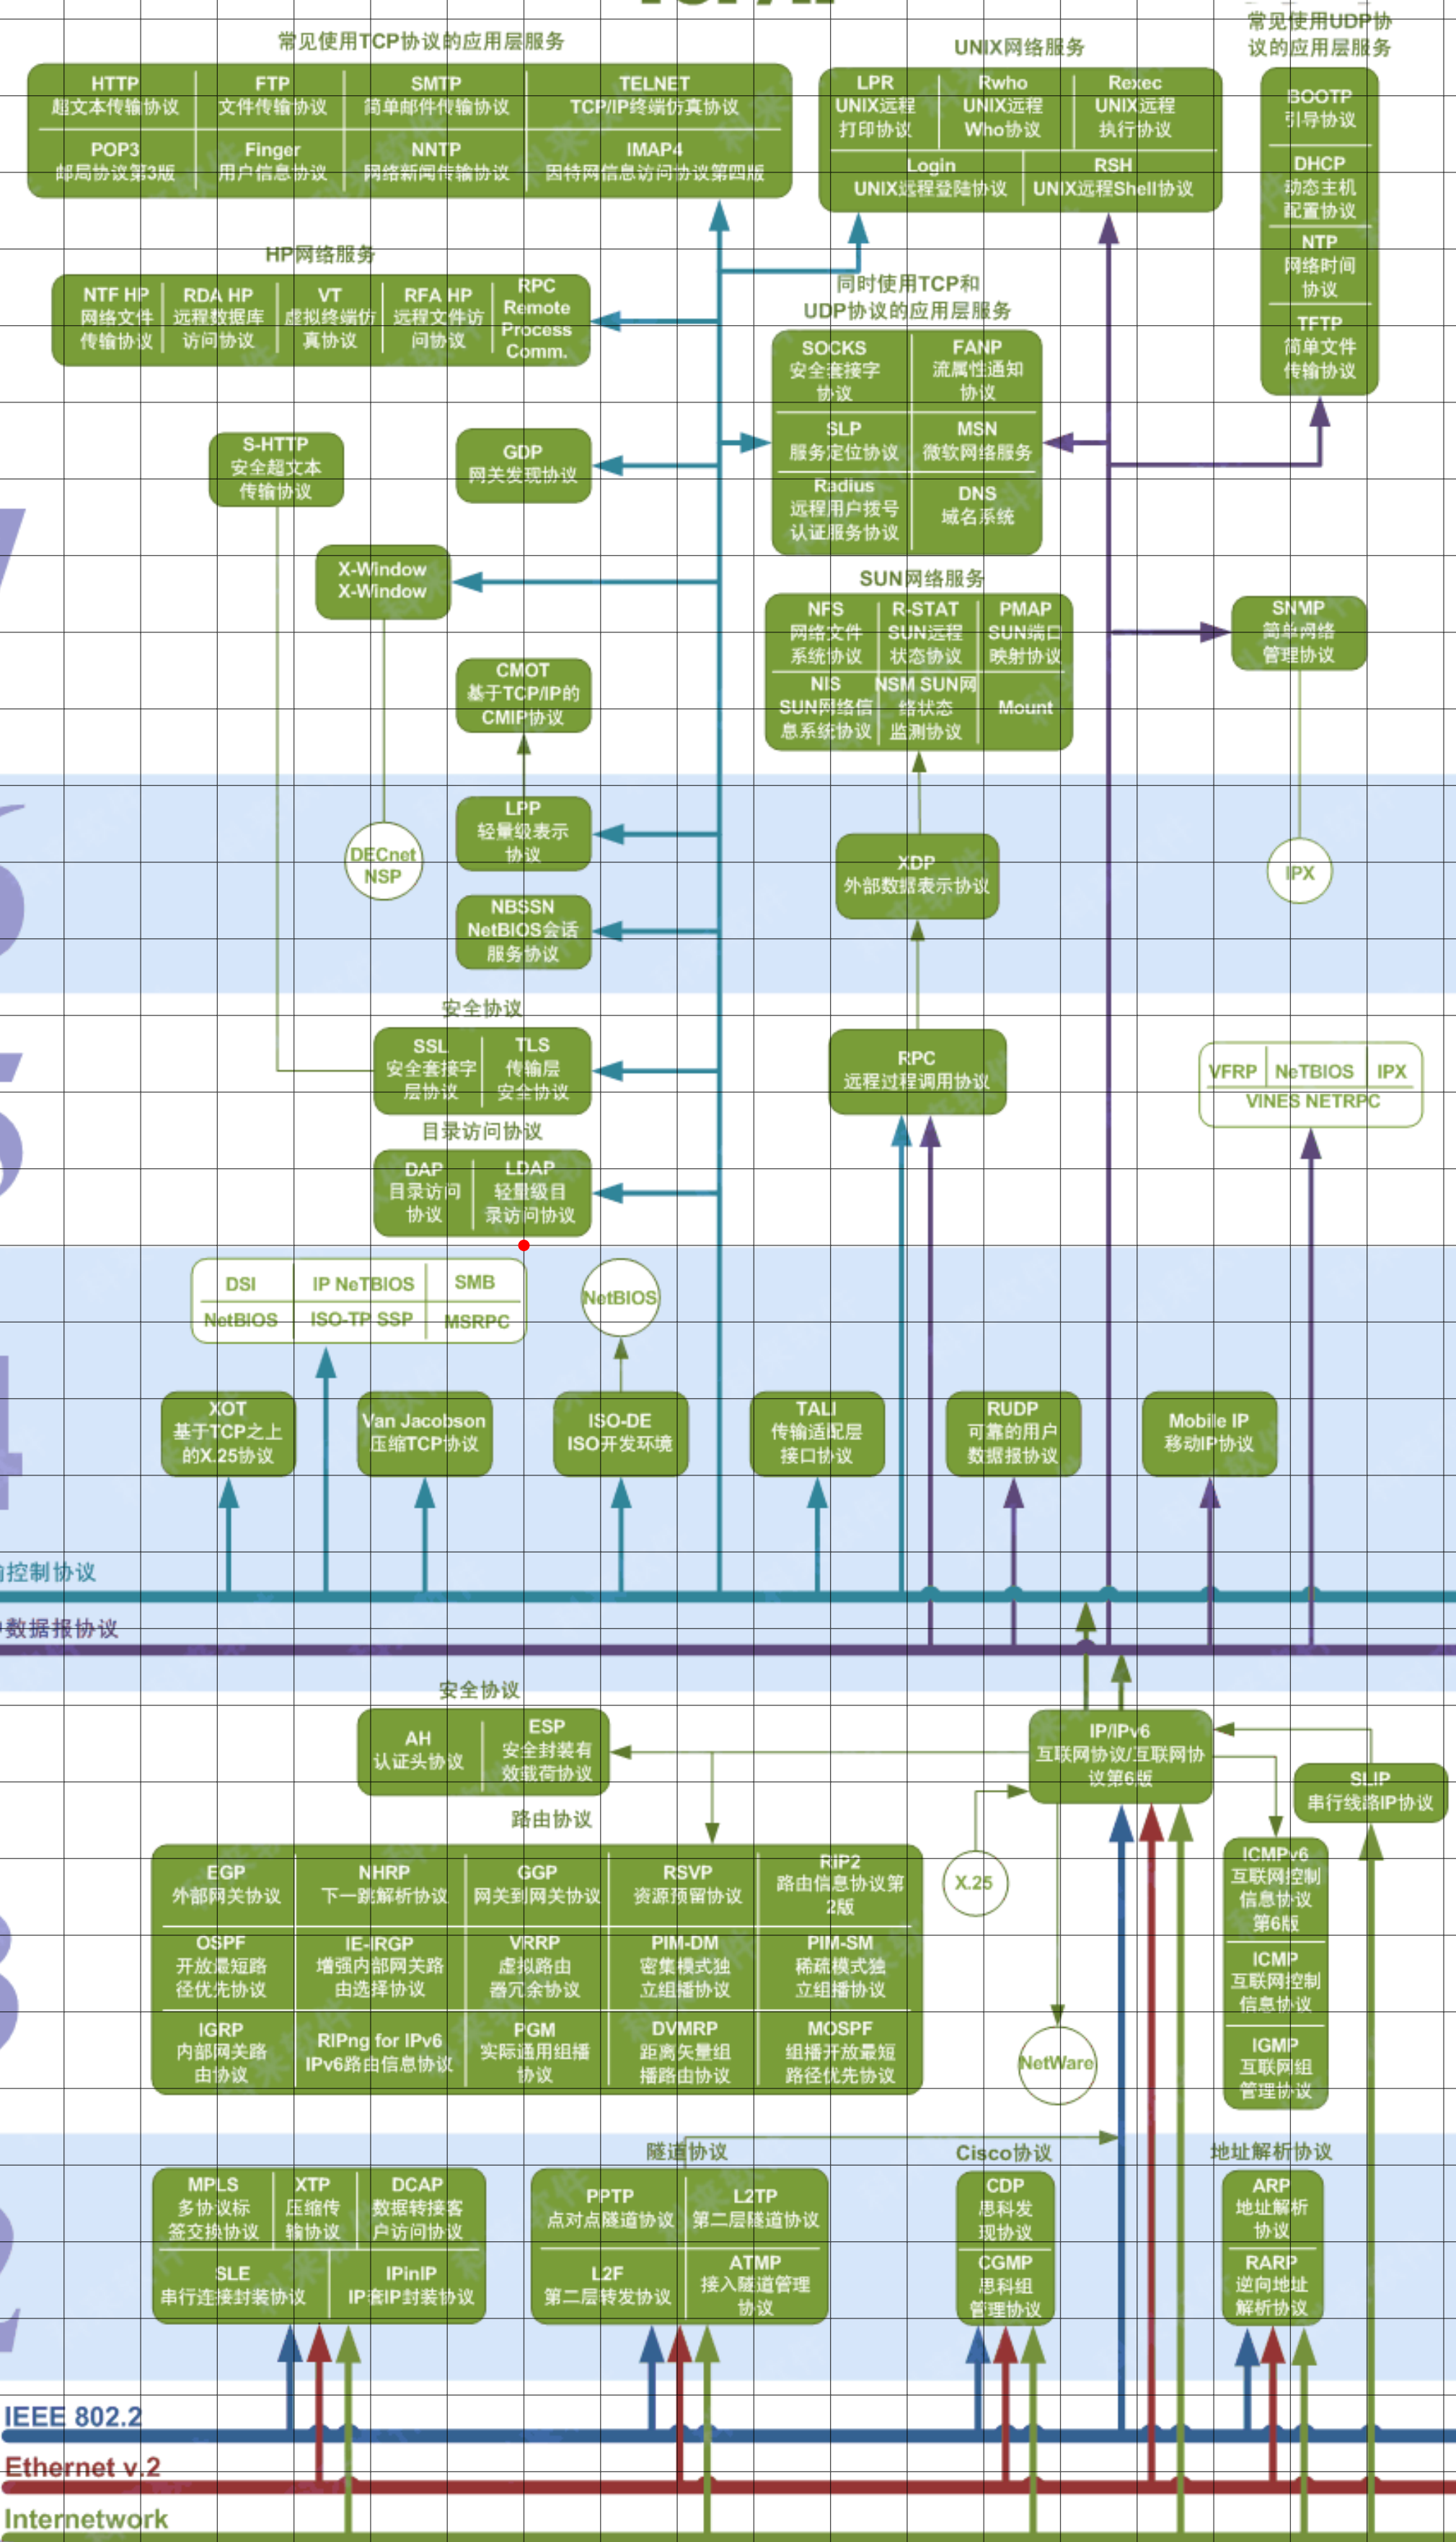 常见使用TCP协议的应用层服务
HTTP
超文本传输协议
FTP
文件传输协议
SMTP
简单邮件传输协议
TELNET
TCP/IP终端仿真协议
POP3
邮局协议第3版
Finger
用户信息协议
NNTP
网络新闻传输协议
IMAP4
因特网信息访问协议第四版
UNIX网络服务
LPR
UNIX远程
打印协议
Rwho
UNIX远程
Who协议
Rexec
UNIX远程
执行协议
Login
UNIX远程登陆协议
RSH
UNIX远程Shell协议
常见使用UDP协
议的应用层服务
BOOTP
引导协议
DHCP
动态主机
配置协议
NTP
网络时间
协议
TFTP
简单文件
传输协议
HP网络服务
NTF HP
网络文件
传输协议
RDA HP
远程数据库
访问协议
VT
虚拟终端仿
真协议
RFA HP
远程文件访
问协议
RPC
Remote
Process
Comm.
同时使用TCP和
UDP协议的应用层服务
SOCKS
安全套接字
协议
FANP
流属性通知
协议
SLP
服务定位协议
MSN
微软网络服务
Radius
远程用户拨号
认证服务协议
DNS
域名系统
S-HTTP
安全超文本
传输协议
GDP
网关发现协议
X-Window
X-Window
SUN网络服务
NFS
网络文件
系统协议
R-STAT
SUN远程
状态协议
PMAP
SUN端口
映射协议
NIS
SUN网络信
息系统协议
NSM SUN网
络状态
监测协议
Mount
SNMP
简单网络
管理协议
CMOT
基于TCP/IP的
CMIP协议
LPP
轻量级表示
协议
DECnet
NSP
XDP
外部数据表示协议
IPX
NBSSN
NetBIOS会话
服务协议
安全协议
SSL
安全套接字
层协议
TLS
传输层
安全协议
RPC
远程过程调用协议
VFRP
NeTBIOS
IPX
VINES NETRPC
目录访问协议
DAP
目录访问
协议
LDAP
轻量级目
录访问协议
DSI
IP NeTBIOS
SMB
NetBIOS
ISO-TP SSP
MSRPC
NetBIOS
XOT
基于TCP之上
的X.25协议
Van Jacobson
压缩TCP协议
ISO-DE
ISO开发环境
TALI
传输适配层
接口协议
RUDP
可靠的用户
数据报协议
Mobile IP
移动IP协议
控制协议
数据报协议
安全协议
AH
认证头协议
ESP
安全封装有
效载荷协议
IP/IPv6
互联网协议/互联网协
议第6版
SLIP
串行线路IP协议
路由协议
EGP
外部网关协议
NHRP
下一跳解析协议
GGP
网关到网关协议
RSVP
资源预留协议
RIP2
路由信息协议第
2版
OSPF
开放最短路
径优先协议
IE-IRGP
增强内部网关路
由选择协议
VRRP
虚拟路由
器冗余协议
PIM-DM
密集模式独
立组播协议
PIM-SM
稀疏模式独
立组播协议
IGRP
内部网关路
由协议
RIPng for IPv6
IPv6路由信息协议
PGM
实际通用组播
协议
DVMRP
距离矢量组
播路由协议
MOSPF
组播开放最短
路径优先协议
X.25
NetWare
ICMPv6
互联网控制
信息协议
第6版
ICMP
互联网控制
信息协议
IGMP
互联网组
管理协议
MPLS
多协议标
签交换协议
XTP
压缩传
输协议
DCAP
数据转接客
户访问协议
SLE
串行连接封装协议
IPinIP
IP套IP封装协议
隧道协议
PPTP
点对点隧道协议
L2TP
第二层隧道协议
L2F
第二层转发协议
ATMP
接入隧道管理
协议
Cisco协议
CDP
思科发
现协议
CGMP
思科组
管理协议
地址解析协议
ARP
地址解析
协议
RARP
逆向地址
解析协议
IEEE 802.2
Ethernet v.2
Internetwork